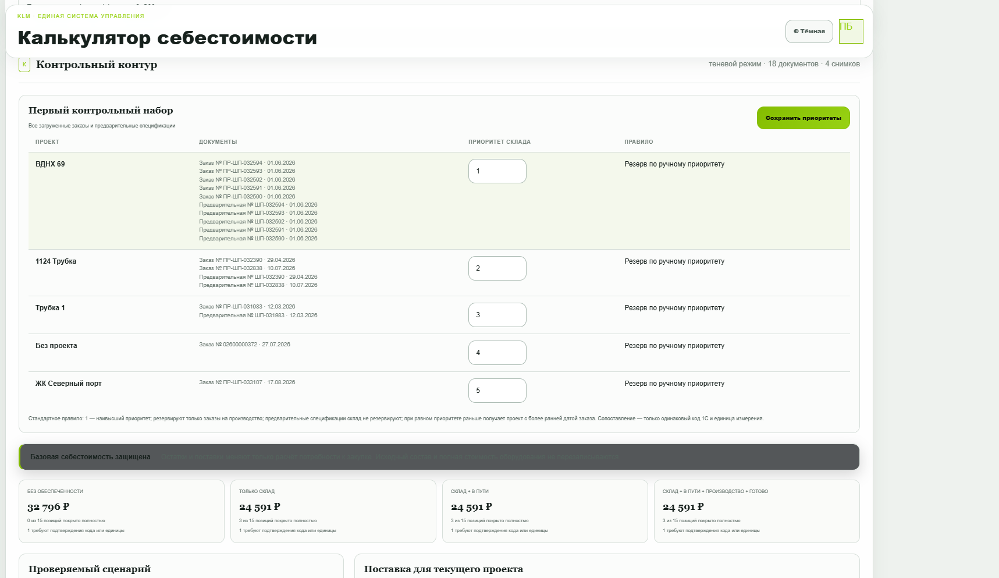 KLM · ЕДИНАЯ СИСТЕМА УПРАВЛЕНИЯ
Калькулятор себестоимости
◐ Тёмная
ПБ
К
Контрольный контур
теневой режим · 18 документов · 4 снимков
Первый контрольный набор
Все загруженные заказы и предварительные спецификации
Сохранить приоритеты
ПРОЕКТ ДОКУМЕНТЫ ПРИОРИТЕТ СКЛАДА ПРАВИЛО
ВДНХ 69
Заказ № ПР-ШП-032594 · 01.06.2026
Заказ № ПР-ШП-032593 · 01.06.2026
Заказ № ПР-ШП-032592 · 01.06.2026
Заказ № ПР-ШП-032591 · 01.06.2026
Заказ № ПР-ШП-032590 · 01.06.2026
Предварительная № ШП-032594 · 01.06.2026
Предварительная № ШП-032593 · 01.06.2026
Предварительная № ШП-032592 · 01.06.2026
Предварительная № ШП-032591 · 01.06.2026
Предварительная № ШП-032590 · 01.06.2026
1
Резерв по ручному приоритету
1124 Трубка
Заказ № ПР-ШП-032390 · 29.04.2026
Заказ № ПР-ШП-032838 · 10.07.2026
Предварительная № ШП-032390 · 29.04.2026
Предварительная № ШП-032838 · 10.07.2026
2
Резерв по ручному приоритету
Трубка 1
Заказ № ПР-ШП-031983 · 12.03.2026
Предварительная № ШП-031983 · 12.03.2026
3
Резерв по ручному приоритету
Без проекта
Заказ № 02600000372 · 27.07.2026
4
Резерв по ручному приоритету
ЖК Северный порт
Заказ № ПР-ШП-033107 · 17.08.2026
5
Резерв по ручному приоритету
Стандартное правило: 1 — наивысший приоритет; резервируют только заказы на производство; предварительные спецификации склад не резервируют; при равном приоритете раньше получает проект с более ранней датой заказа. Сопоставление — только одинаковый код 1С и единица измерения.
Базовая себестоимость защищена
БЕЗ ОБЕСПЕЧЕННОСТИ
32 796 ₽
0 из 15 позиций покрыто полностью
1 требуют подтверждения кода или единицы
ТОЛЬКО СКЛАД
24 591 ₽
3 из 15 позиций покрыто полностью
1 требуют подтверждения кода или единицы
СКЛАД + В ПУТИ
24 591 ₽
3 из 15 позиций покрыто полностью
1 требуют подтверждения кода или единицы
СКЛАД + В ПУТИ + ПРОИЗВОДСТВО + ГОТОВО
24 591 ₽
3 из 15 позиций покрыто полностью
1 требуют подтверждения кода или единицы
Проверяемый сценарий
Поставка для текущего проекта